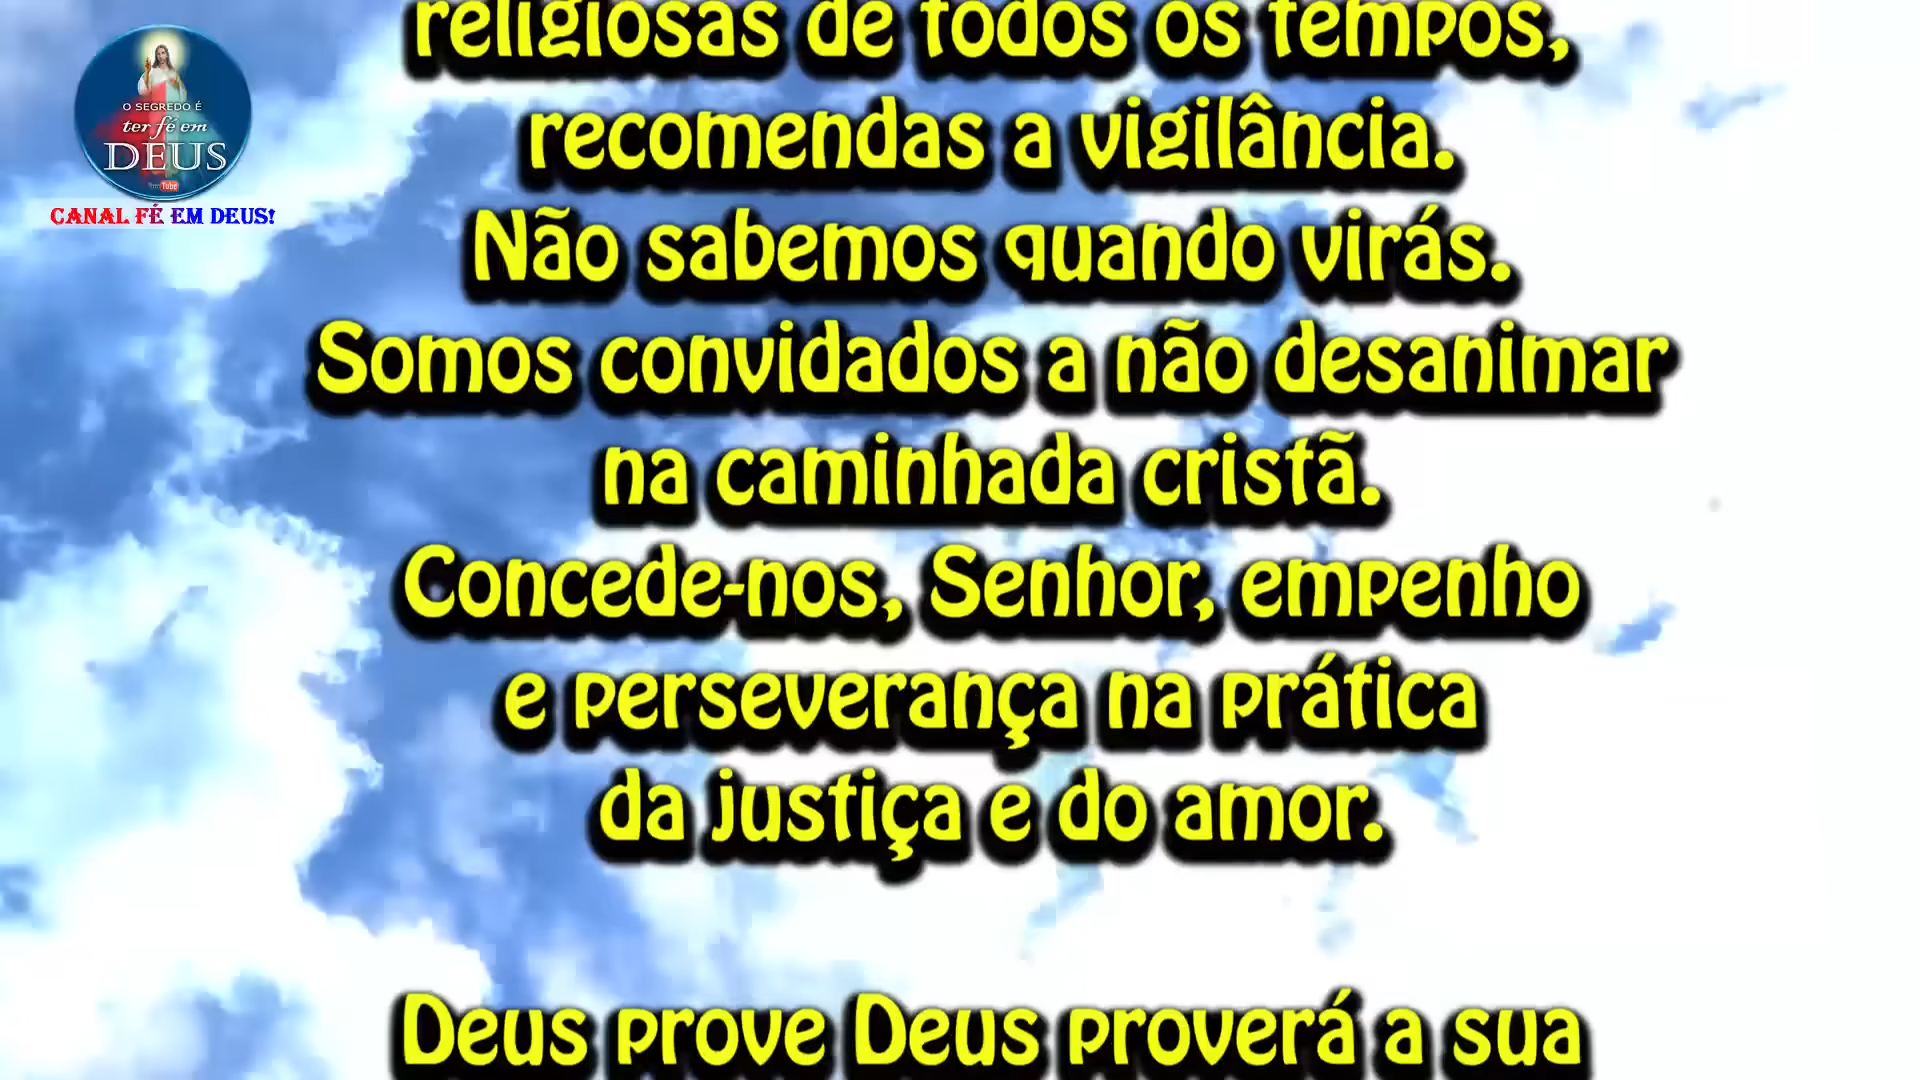 religiosas de todos os tempos,
recomendas a vigilância.
Não sabemos quando virás.
Somos convidados a não desanimar
na caminhada cristã.
Concede-nos, Senhor, empenho
e perseverança na prática
da justiça e do amor.
Deus prove Deus proverá a sua
O SEGREDO É
ter fé em
DEUS
YouTube
CANAL FÉ EM DEUS!